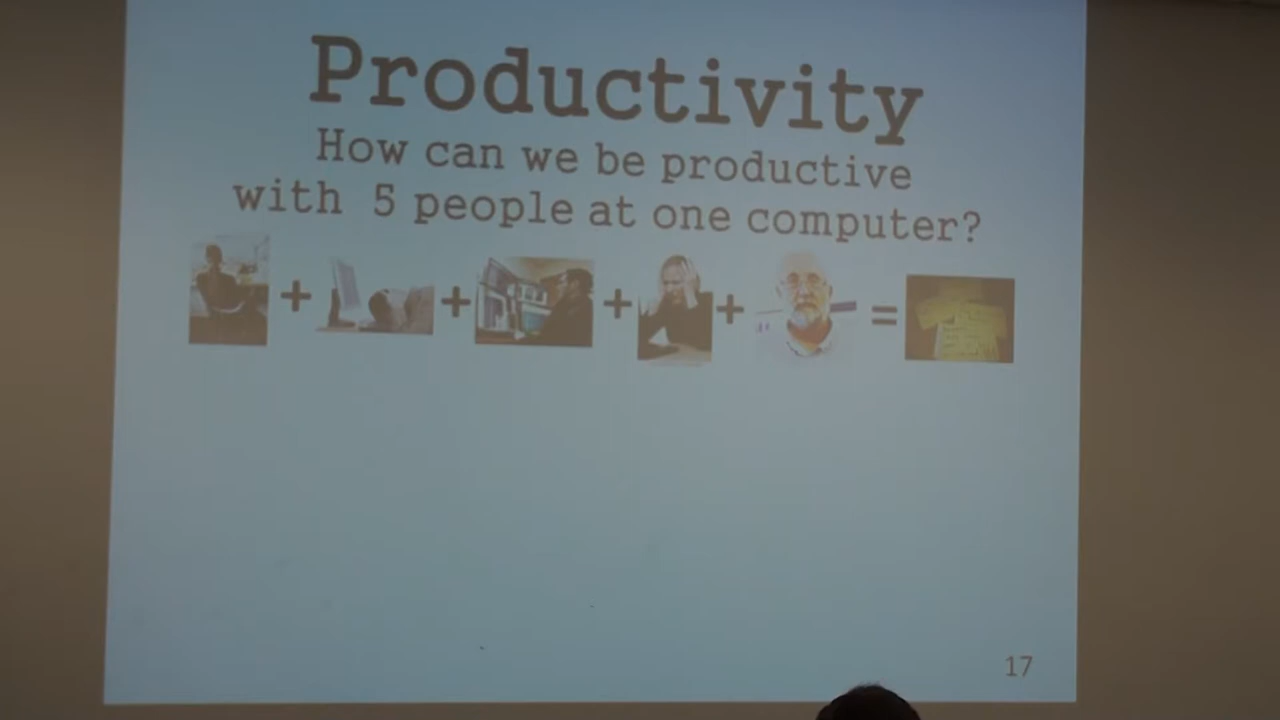 Productivity
How can we be productive
with 5 people at one computer?
+ + + + =
17